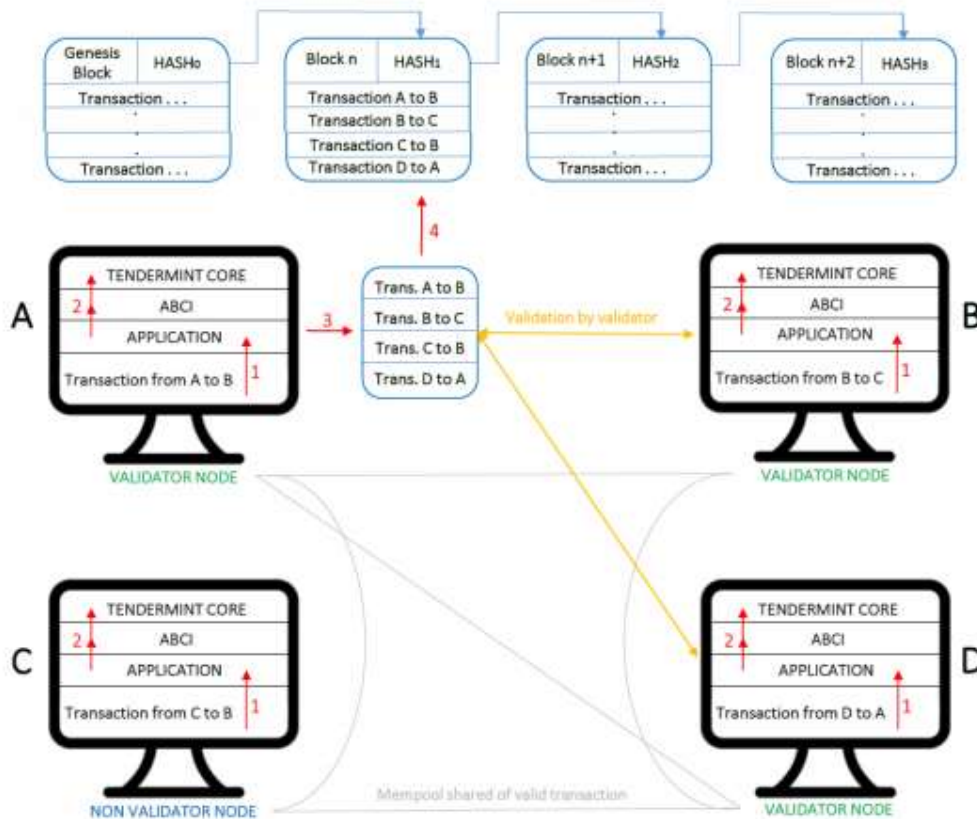 Genesis Block HASH₀
Transaction . . .
.
.
.
Transaction . . .
Block n HASH₁
Transaction A to B
Transaction B to C
Transaction C to B
Transaction D to A
Block n+1 HASH₂
Transaction . . .
.
.
.
Transaction . . .
Block n+2 HASH₃
Transaction . . .
.
.
.
Transaction . . .
4
A
TENDERMINT CORE
2
ABCI
APPLICATION
1
Transaction from A to B
VALIDATOR NODE
3
Trans. A to B
Trans. B to C
Trans. C to B
Trans. D to A
Validation by validator
B
TENDERMINT CORE
2
ABCI
APPLICATION
1
Transaction from B to C
VALIDATOR NODE
C
TENDERMINT CORE
2
ABCI
APPLICATION
1
Transaction from C to B
NON VALIDATOR NODE
Mempool shared of valid transaction
D
TENDERMINT CORE
2
ABCI
APPLICATION
1
Transaction from D to A
VALIDATOR NODE